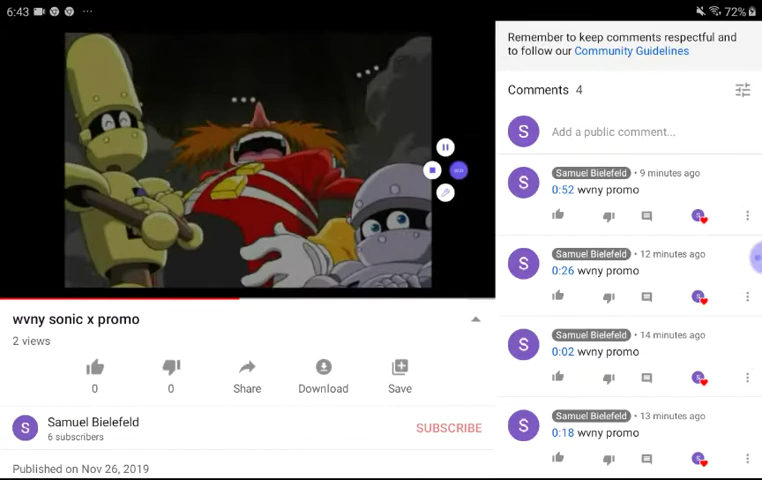 6:43
72%
Remember to keep comments respectful and
to follow our Community Guidelines
Comments 4
S
Add a public comment...
S
Samuel Bielefeld • 9 minutes ago
0:52 wvny promo
S
Samuel Bielefeld • 12 minutes ago
0:26 wvny promo
S
Samuel Bielefeld • 14 minutes ago
0:02 wvny promo
S
Samuel Bielefeld • 13 minutes ago
0:18 wvny promo
wvny sonic x promo
2 views
0
0
Share
Download
Save
S
Samuel Bielefeld
6 subscribers
SUBSCRIBE
Published on Nov 26, 2019